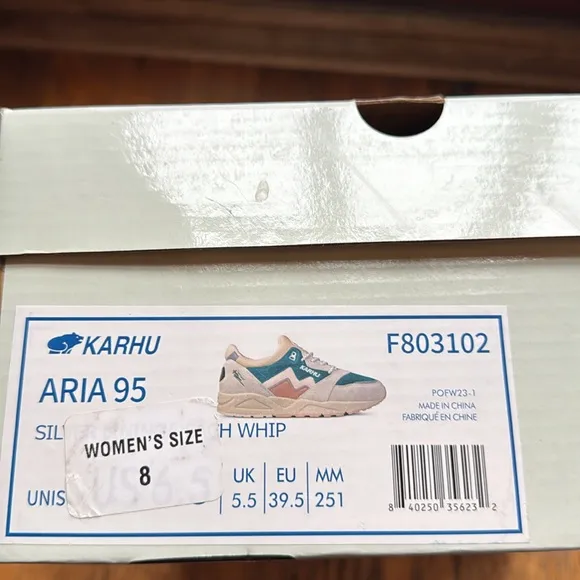 KARHU
F803102
ARIA 95
KARHU
POFW23-1
MADE IN CHINA
FABRIQUÉ EN CHINE
WHIP
WOMEN'S SIZE
8
UK EU MM
5.5 39.5 251
8 40250 35623 2